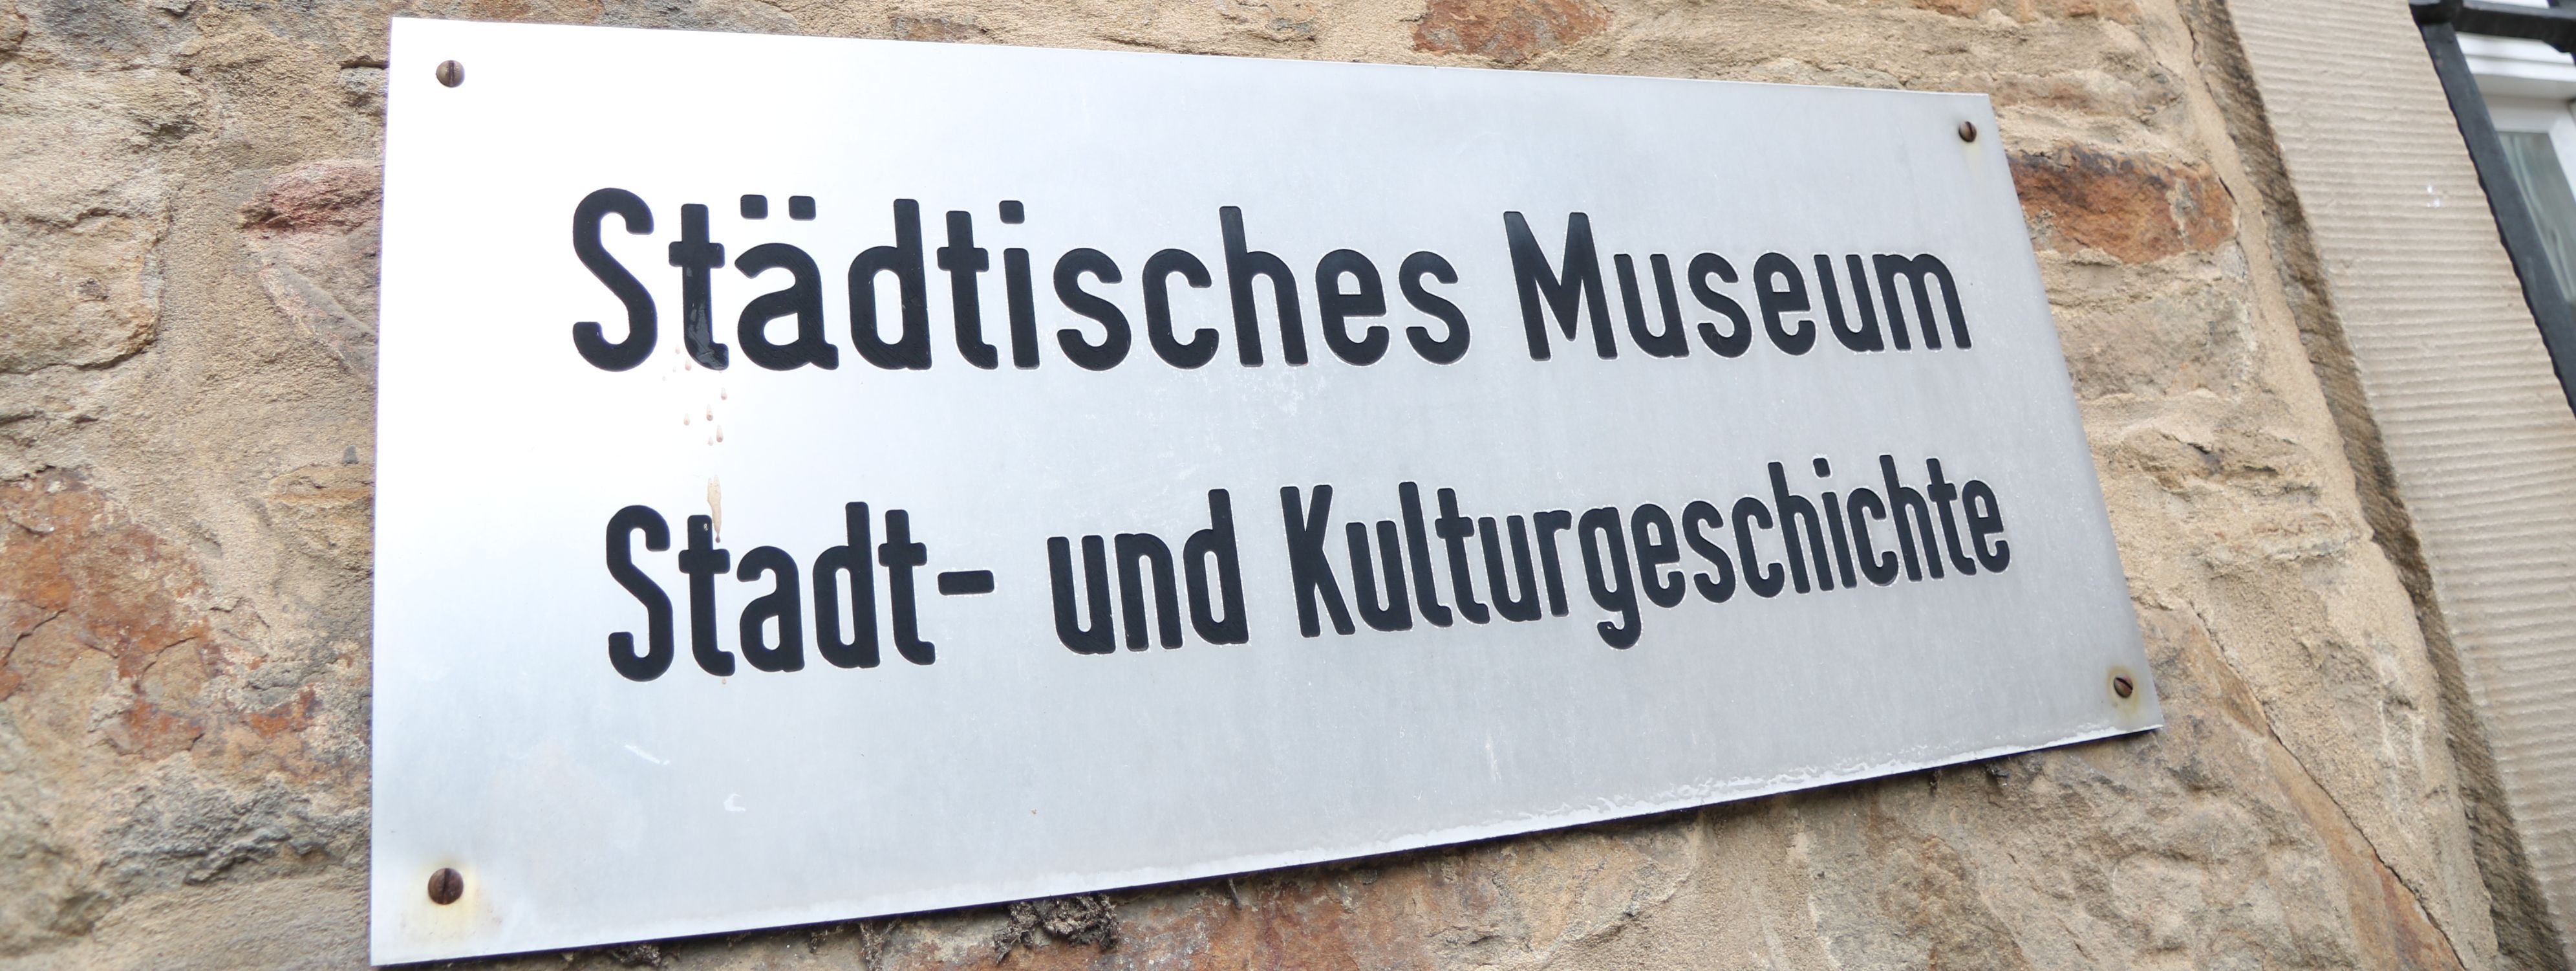 Städtisches Museum
Stadt- und Kulturgeschichte